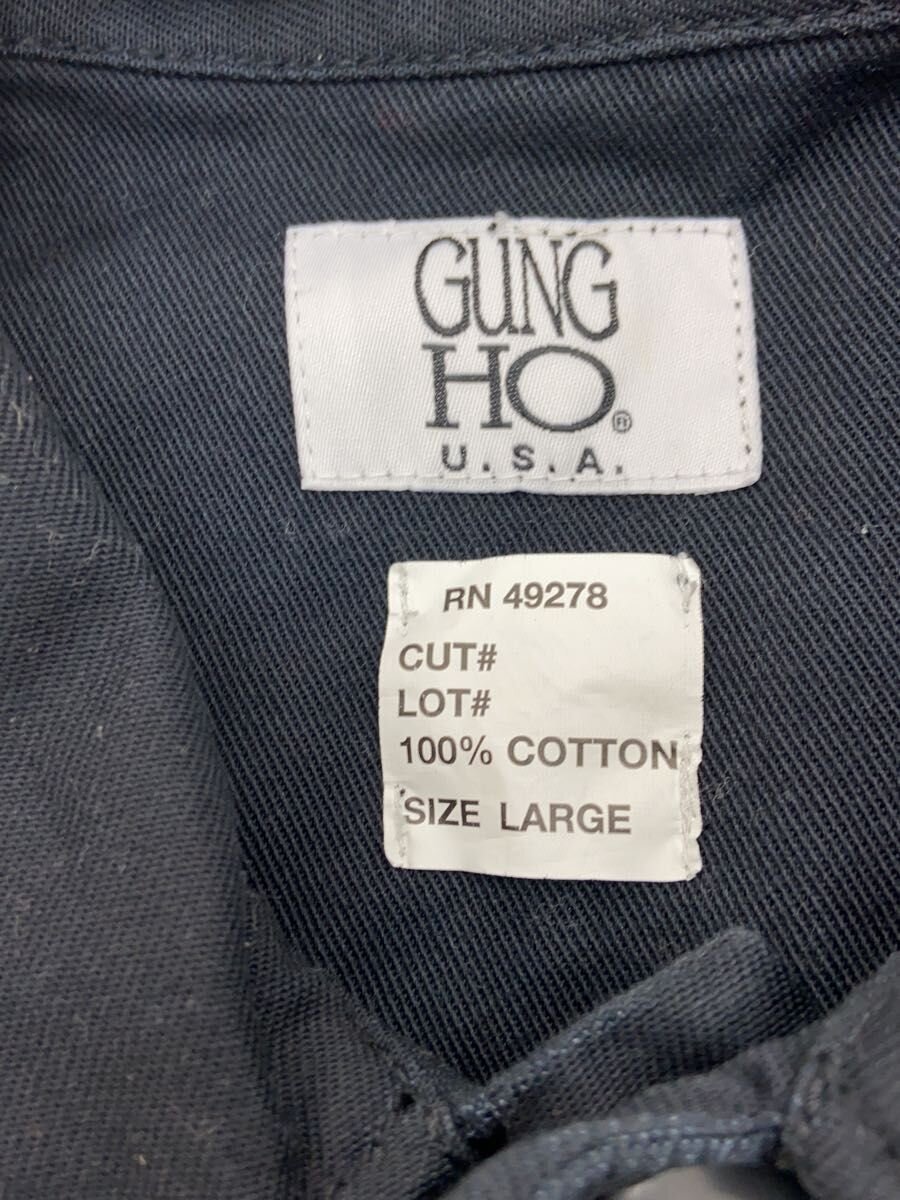 GUNG
HO®
U.S.A.
RN 49278
CUT#
LOT#
100% COTTON
SIZE LARGE